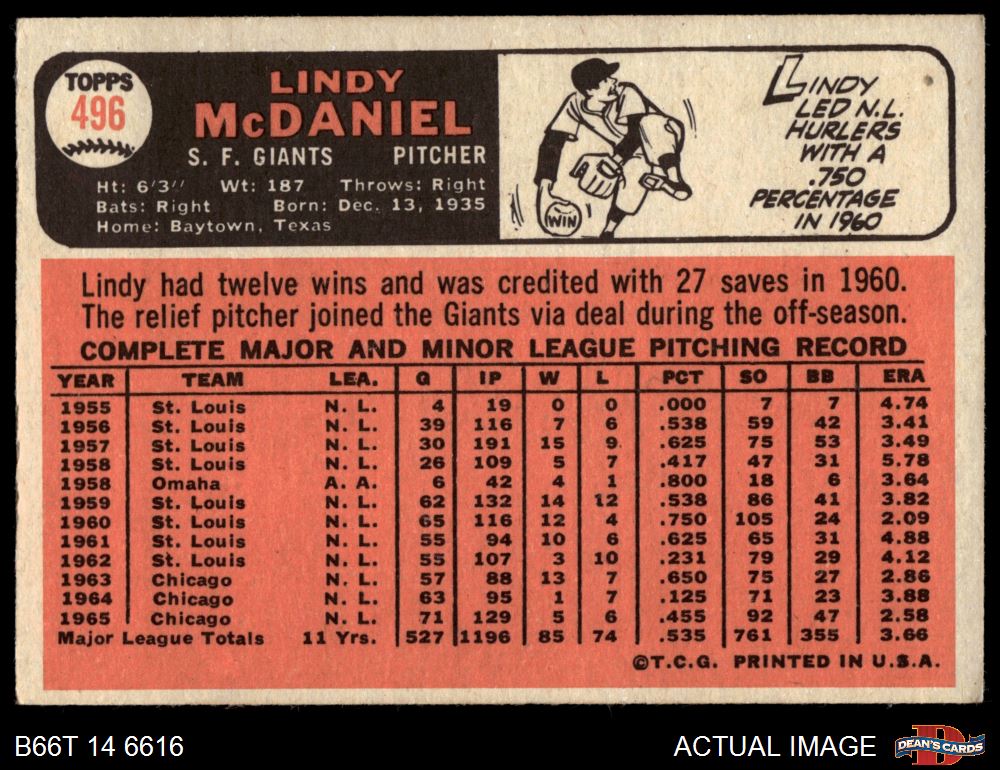 TOPPS
496
LINDY
McDANIEL
S. F. GIANTS PITCHER
Ht: 6'3" Wt: 187 Throws: Right
Bats: Right Born: Dec. 13, 1935
Home: Baytown, Texas
WIN
LINDY
LED N.L.
HURLERS
WITH A
.750
PERCENTAGE
IN 1960
Lindy had twelve wins and was credited with 27 saves in 1960.
The relief pitcher joined the Giants via deal during the off-season.
COMPLETE MAJOR AND MINOR LEAGUE PITCHING RECORD
YEAR TEAM LEA. G IP W L PCT SO BB ERA
1955 St. Louis N. L. 4 19 0 0 .000 7 7 4.74
1956 St. Louis N. L. 39 116 7 6 .538 59 42 3.41
1957 St. Louis N. L. 30 191 15 9 .625 75 53 3.49
1958 St. Louis N. L. 26 109 5 7 .417 47 31 5.78
1958 Omaha A. A. 6 42 4 1 .800 18 6 3.64
1959 St. Louis N. L. 62 132 14 12 .538 86 41 3.82
1960 St. Louis N. L. 65 116 12 4 .750 105 24 2.09
1961 St. Louis N. L. 55 94 10 6 .625 65 31 4.88
1962 St. Louis N. L. 55 107 3 10 .231 79 29 4.12
1963 Chicago N. L. 57 88 13 7 .650 75 27 2.86
1964 Chicago N. L. 63 95 1 7 .125 71 23 3.88
1965 Chicago N. L. 71 129 5 6 .455 92 47 2.58
Major League Totals 11 Yrs. 527 1196 85 74 .535 761 355 3.66
©T.C.G. PRINTED IN U.S.A.
B66T 14 6616
ACTUAL IMAGE
D
DEAN'S CARDS